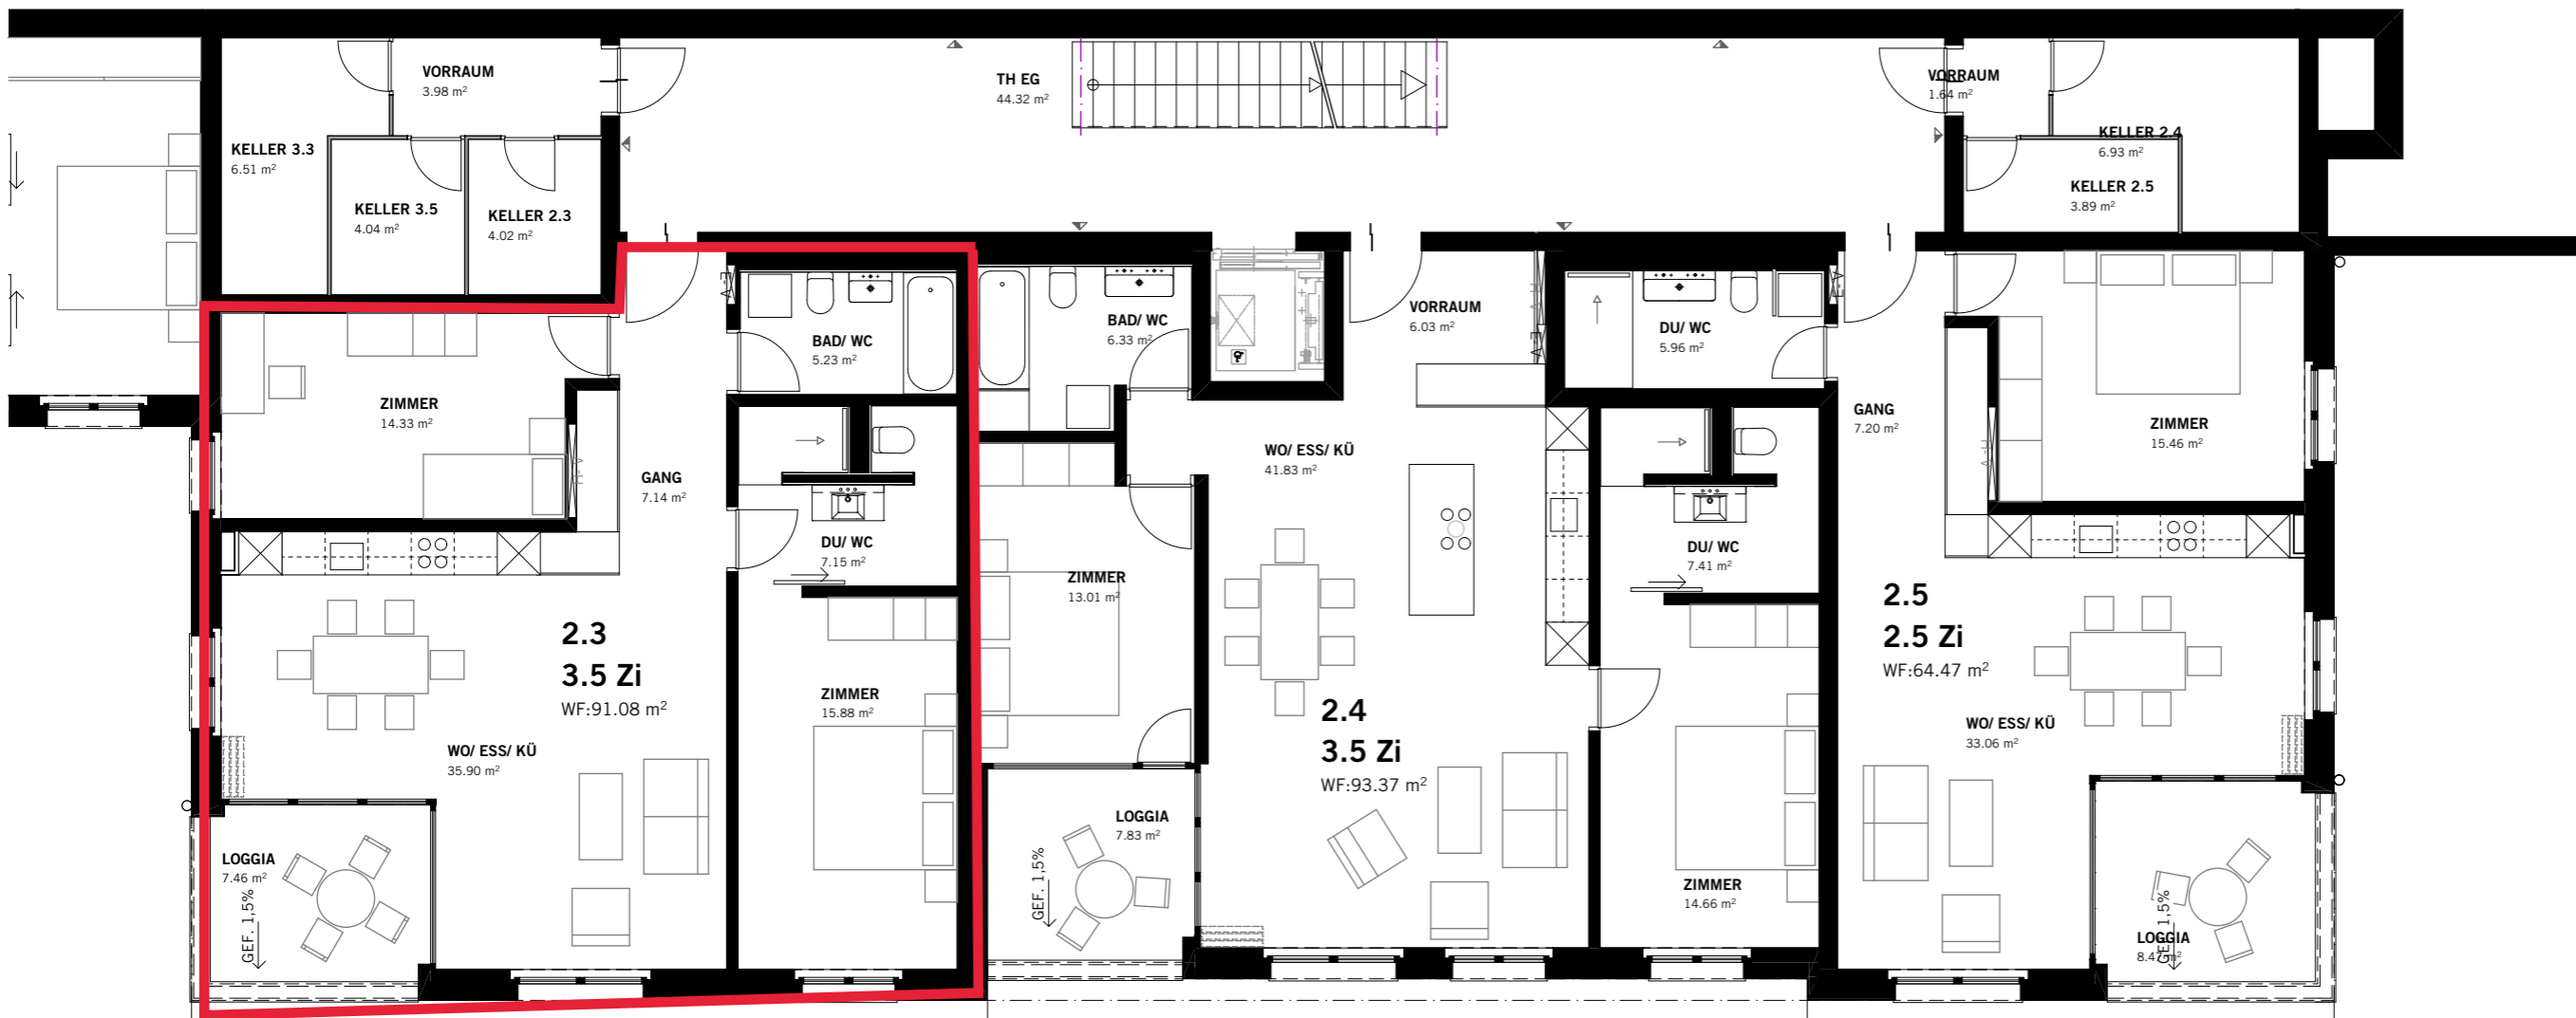 VORRAUM
3.98 m²
KELLER 3.3
6.51 m²
KELLER 3.5
4.04 m²
KELLER 2.3
4.02 m²
TH EG
44.32 m²
VORRAUM
1.64 m²
KELLER 2.4
6.93 m²
KELLER 2.5
3.89 m²
ZIMMER
14.33 m²
GANG
7.14 m²
BAD/ WC
5.23 m²
DU/ WC
7.15 m²
2.3
3.5 Zi
WF:91.08 m²
ZIMMER
15.88 m²
WO/ ESS/ KÜ
35.90 m²
LOGGIA
7.46 m²
GEF. 1,5%
BAD/ WC
6.33 m²
VORRAUM
6.03 m²
WO/ ESS/ KÜ
41.83 m²
ZIMMER
13.01 m²
2.4
3.5 Zi
WF:93.37 m²
LOGGIA
7.83 m²
GEF. 1,5%
DU/ WC
5.96 m²
DU/ WC
7.41 m²
ZIMMER
14.66 m²
GANG
7.20 m²
ZIMMER
15.46 m²
2.5
2.5 Zi
WF:64.47 m²
WO/ ESS/ KÜ
33.06 m²
LOGGIA
8.47 m²
GEF. 1,5%